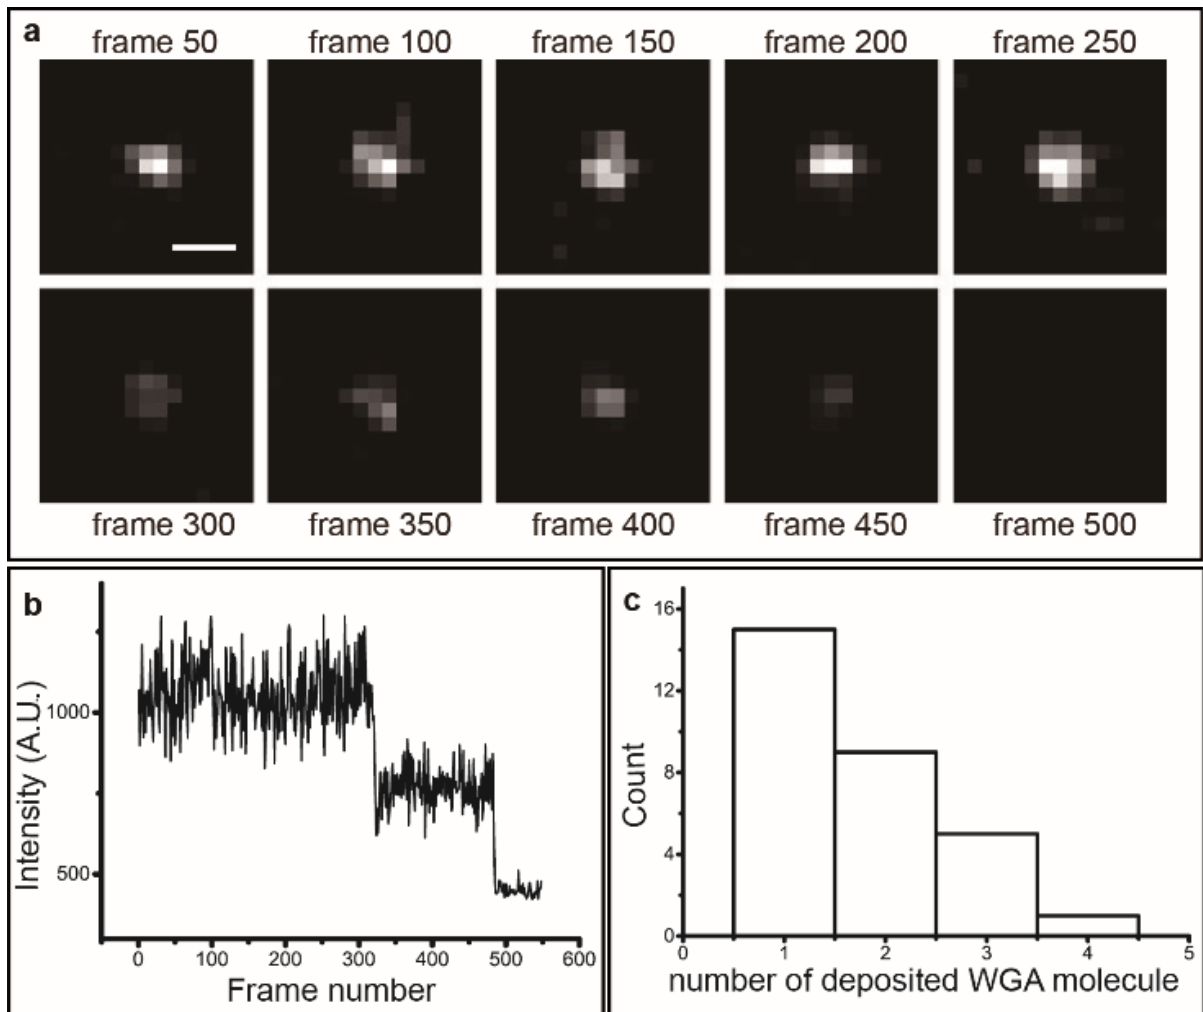 a
frame 50 frame 100 frame 150 frame 200 frame 250
frame 300 frame 350 frame 400 frame 450 frame 500
b
Intensity (A.U.)
1000
500
0 100 200 300 400 500 600
Frame number
c
Count
16
12
8
4
0
0 1 2 3 4 5
number of deposited WGA molecule